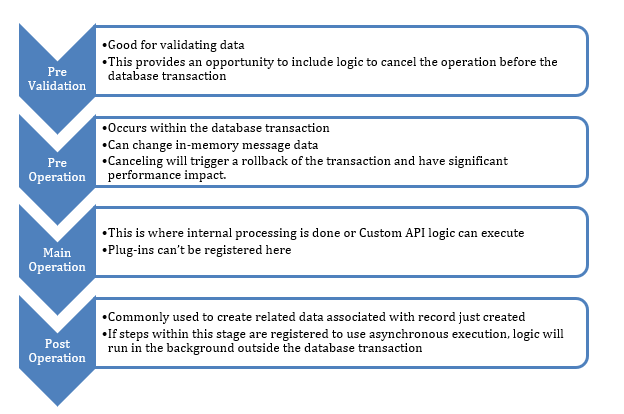 Pre
Validation
•Good for validating data
•This provides an opportunity to include logic to cancel the operation before the
database transaction
Pre
Operation
•Occurs within the database transaction
•Can change in-memory message data
•Canceling will trigger a rollback of the transaction and have significant
performance impact.
Main
Operation
•This is where internal processing is done or Custom API logic can execute
•Plug-ins can’t be registered here
Post
Operation
•Commonly used to create related data associated with record just created
•If steps within this stage are registered to use asynchronous execution, logic will
run in the background outside the database transaction